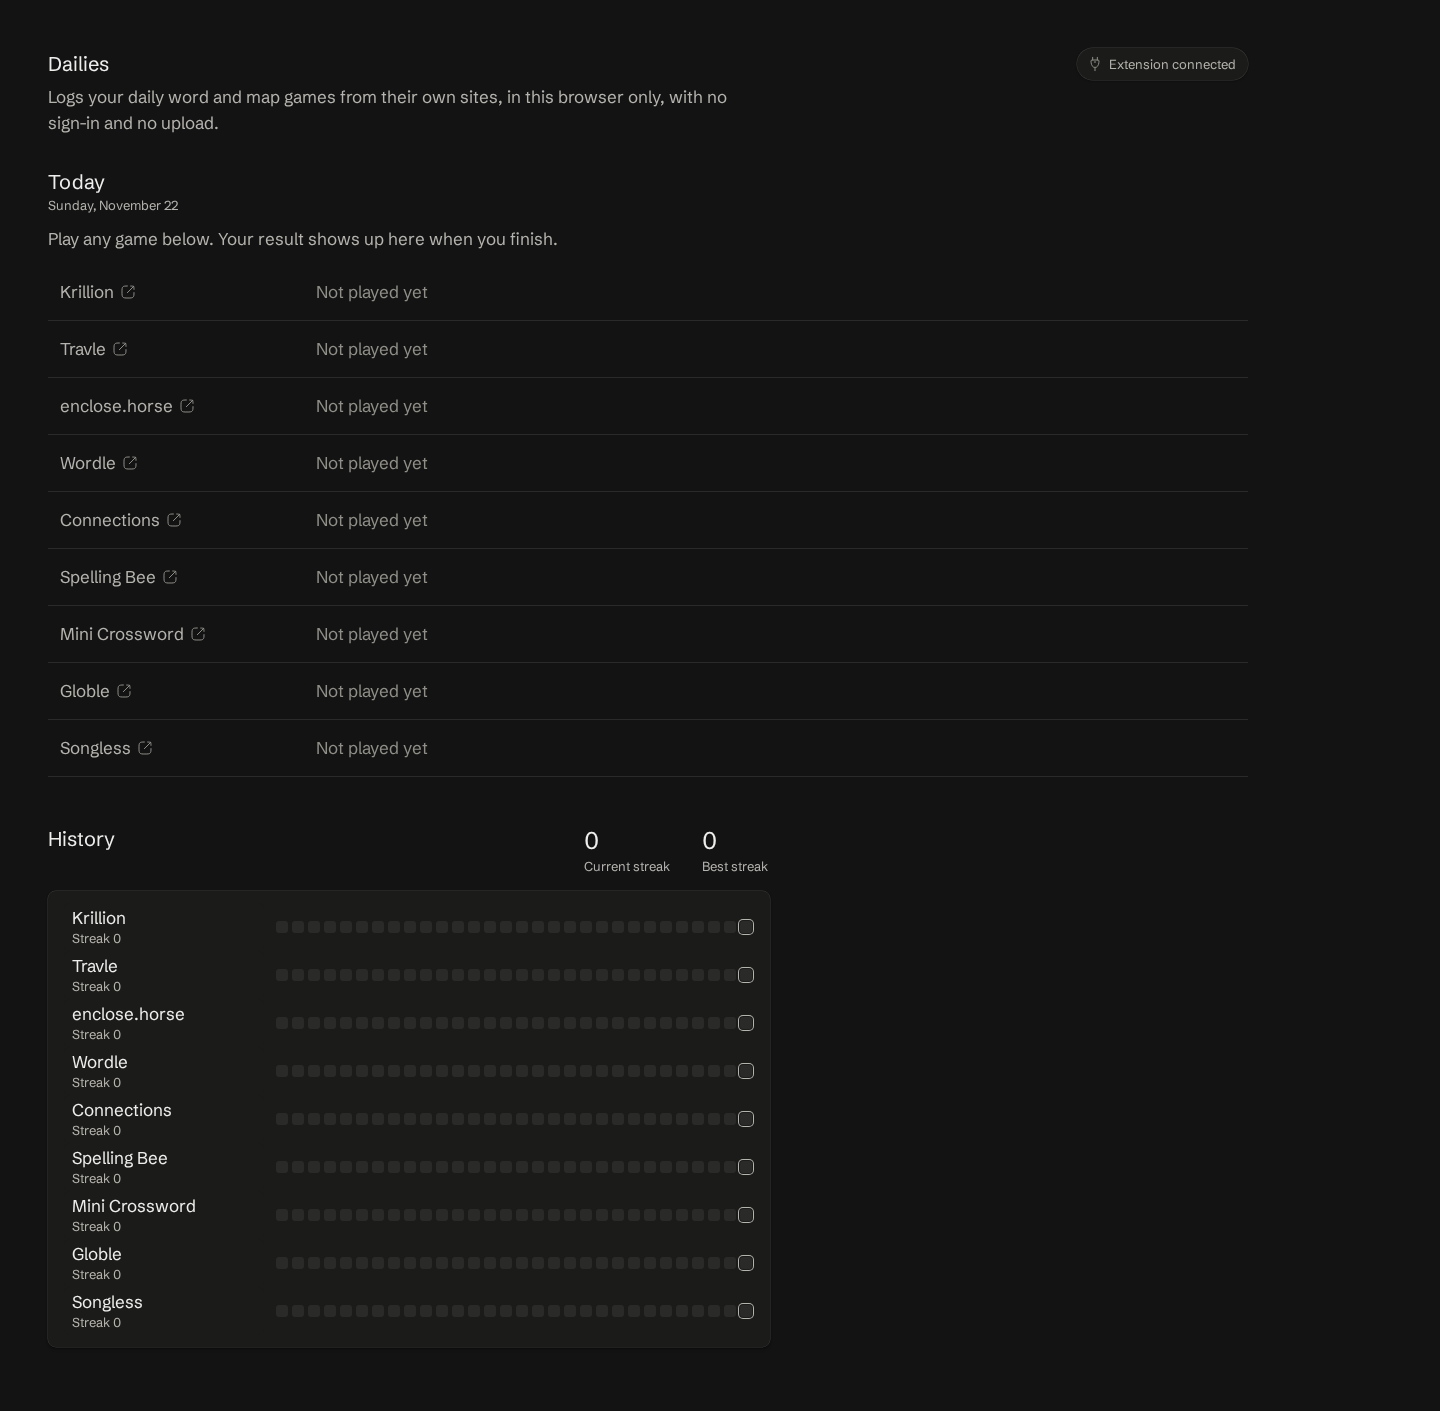 Dailies
Extension connected
Logs your daily word and map games from their own sites, in this browser only, with no
sign-in and no upload.
Today
Sunday, November 22
Play any game below. Your result shows up here when you finish.
Krillion Not played yet
Travle Not played yet
enclose.horse Not played yet
Wordle Not played yet
Connections Not played yet
Spelling Bee Not played yet
Mini Crossword Not played yet
Globle Not played yet
Songless Not played yet
History
0 0
Current streak Best streak
Krillion
Streak 0
Travle
Streak 0
enclose.horse
Streak 0
Wordle
Streak 0
Connections
Streak 0
Spelling Bee
Streak 0
Mini Crossword
Streak 0
Globle
Streak 0
Songless
Streak 0